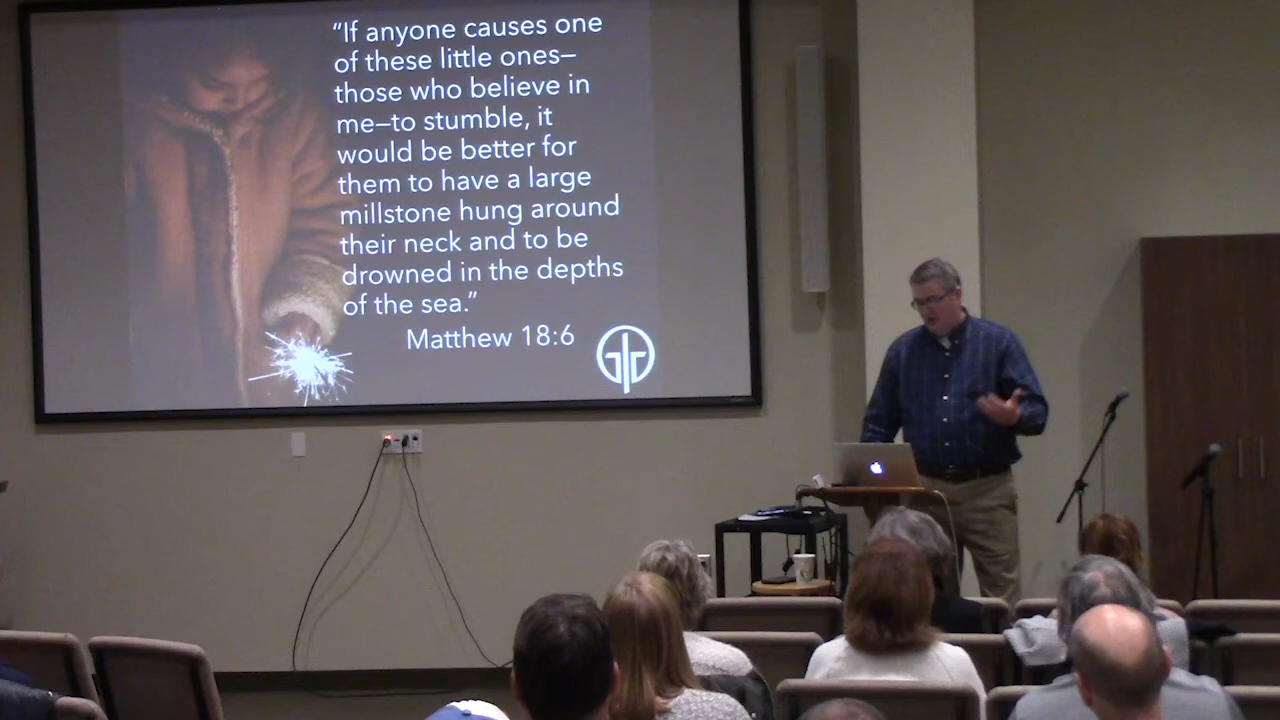 “If anyone causes one
of these little ones—
those who believe in
me—to stumble, it
would be better for
them to have a large
millstone hung around
their neck and to be
drowned in the depths
of the sea.”
Matthew 18:6